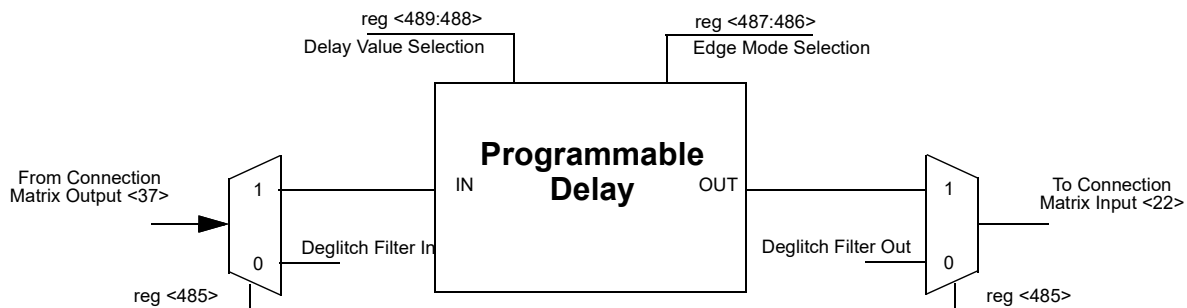 reg <489:488>
Delay Value Selection
reg <487:486>
Edge Mode Selection
Programmable
Delay
From Connection
Matrix Output <37>
1
IN
OUT
1
To Connection
Matrix Input <22>
0
Deglitch Filter In
Deglitch Filter Out
0
reg <485>
reg <485>